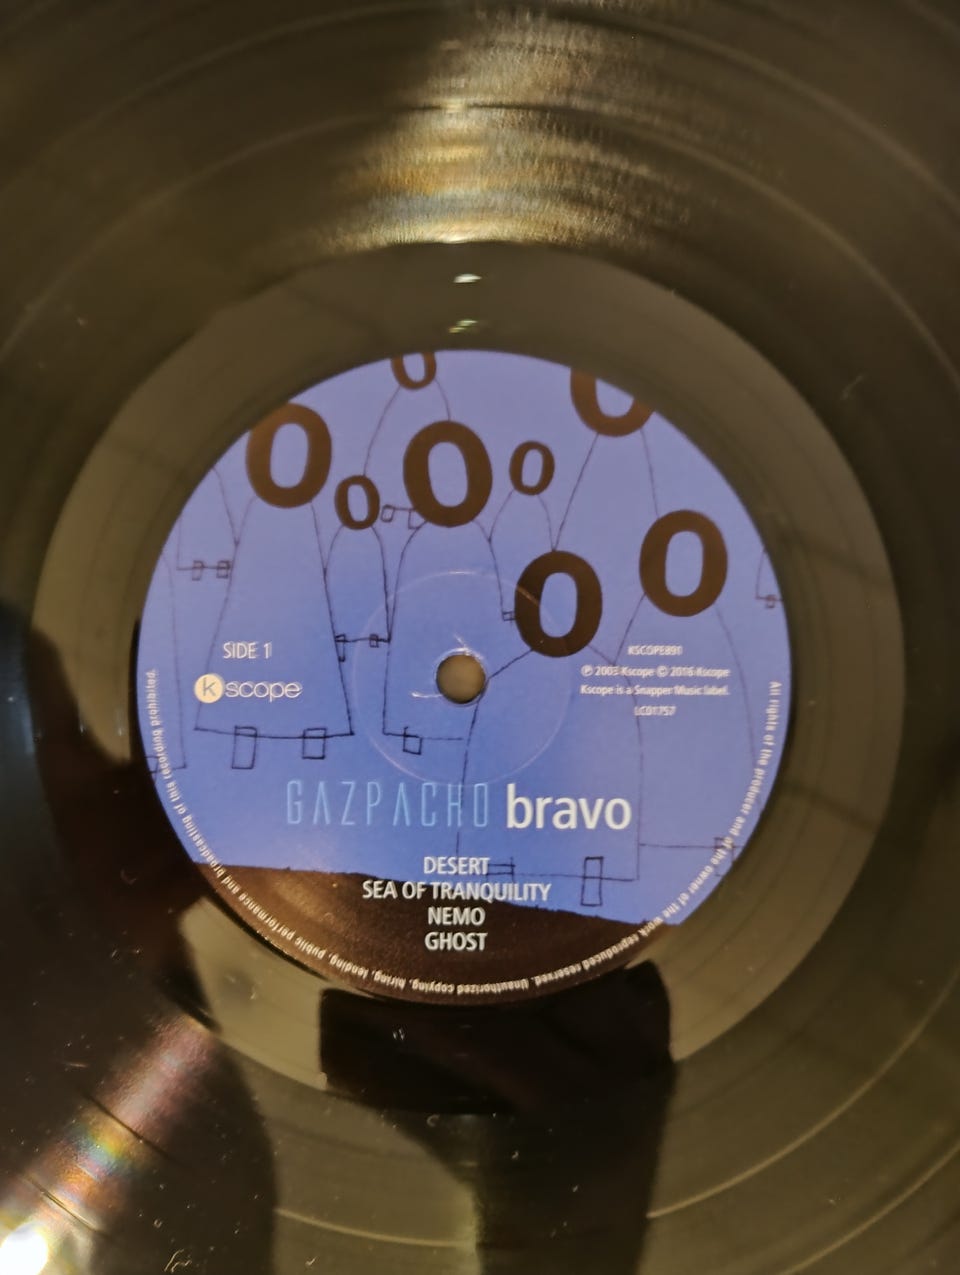 SIDE 1
kscope
KSCOPE891
℗ 2003 Kscope © 2016 Kscope
Kscope is a Snapper Music label.
LC01757
GAZPACHO bravo
DESERT
SEA OF TRANQUILITY
NEMO
GHOST
All rights of the producer and of the owner of the work reproduced reserved. Unauthorized copying, hiring, lending, public performance and broadcasting of this recording prohibited.